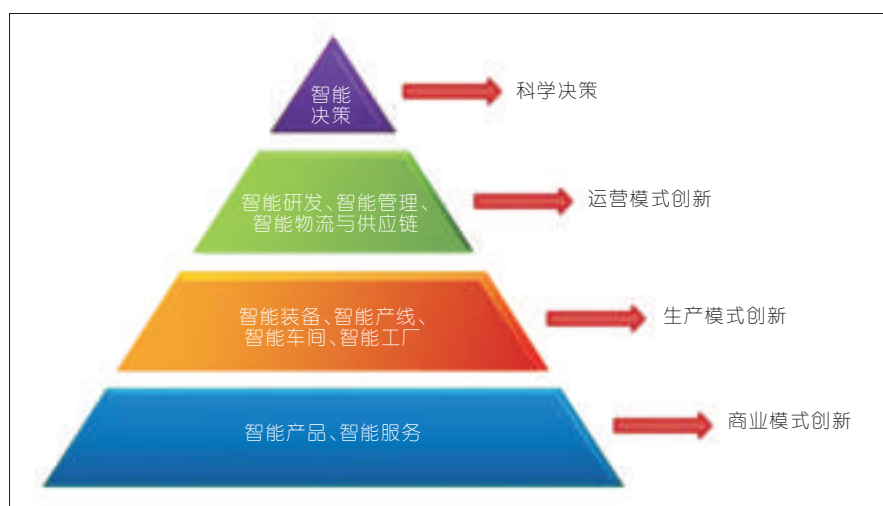 智能
决策
科学决策
智能研发、智能管理、
智能物流与供应链
运营模式创新
智能装备、智能产线、
智能车间、智能工厂
生产模式创新
智能产品、智能服务
商业模式创新